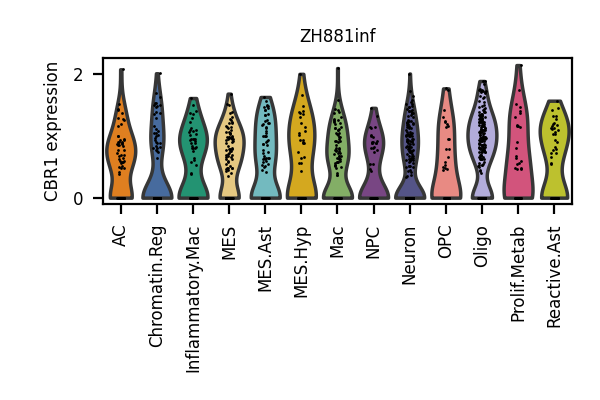 ZH881inf
CBR1 expression
2
0
AC
Chromatin.Reg
Inflammatory.Mac
MES
MES.Ast
MES.Hyp
Mac
NPC
Neuron
OPC
Oligo
Prolif.Metab
Reactive.Ast